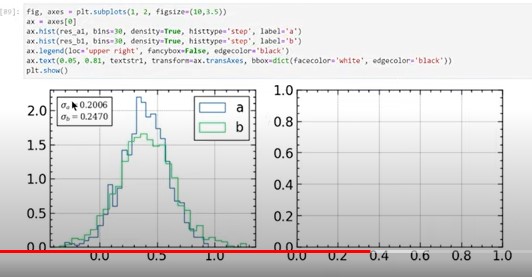 [89]:
fig, axes = plt.subplots(1, 2, figsize=(10,3.5))
ax = axes[0]
ax.hist(res_a1, bins=30, density=True, histtype='step', label='a')
ax.hist(res_b1, bins=30, density=True, histtype='step', label='b')
ax.legend(loc='upper right', fancybox=False, edgecolor='black')
ax.text(0.05, 0.81, textstr1, transform=ax.transAxes, bbox=dict(facecolor='white', edgecolor='black'))
plt.show()
σa = 0.2006
σb = 0.2470
a
b
2.0
1.5
1.0
0.5
0.0
0.0 0.5 1.0
1.0
0.8
0.6
0.4
0.2
0.0
0.0 0.2 0.4 0.6 0.8 1.0